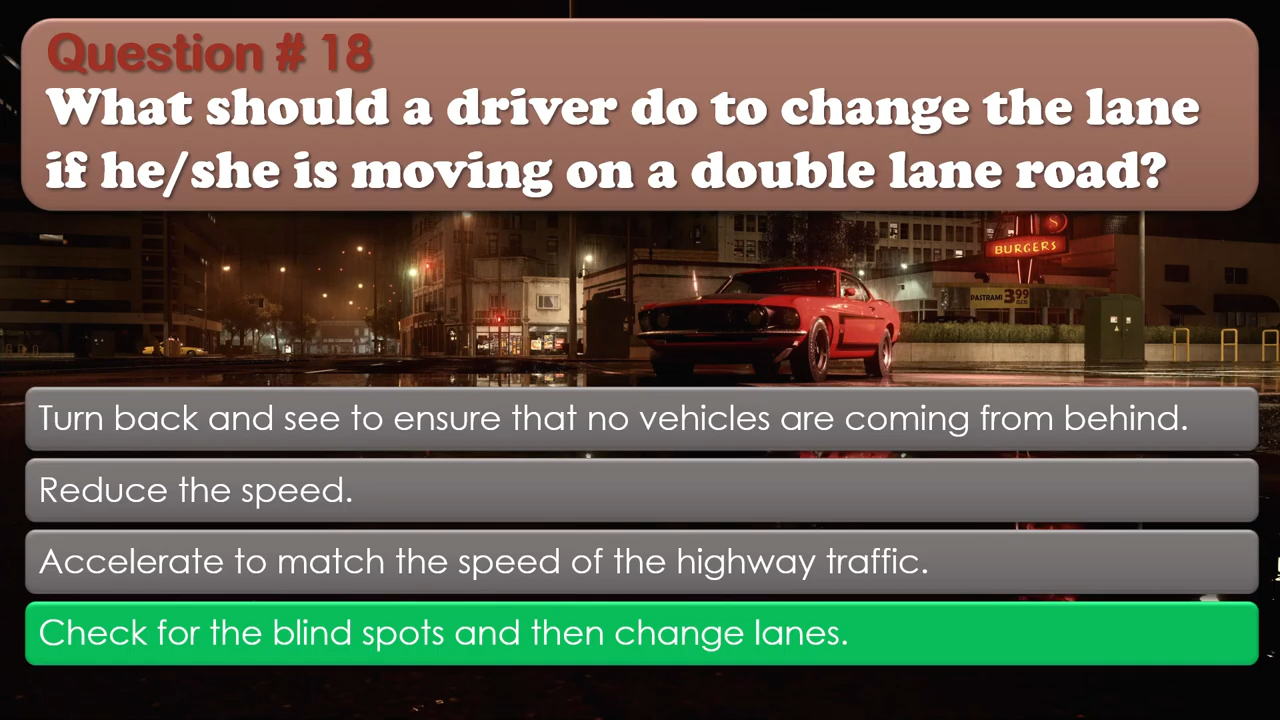 Question # 18
What should a driver do to change the lane
if he/she is moving on a double lane road?
S
BURGERS
PASTRAMI 3.99
Turn back and see to ensure that no vehicles are coming from behind.
Reduce the speed.
Accelerate to match the speed of the highway traffic.
Check for the blind spots and then change lanes.